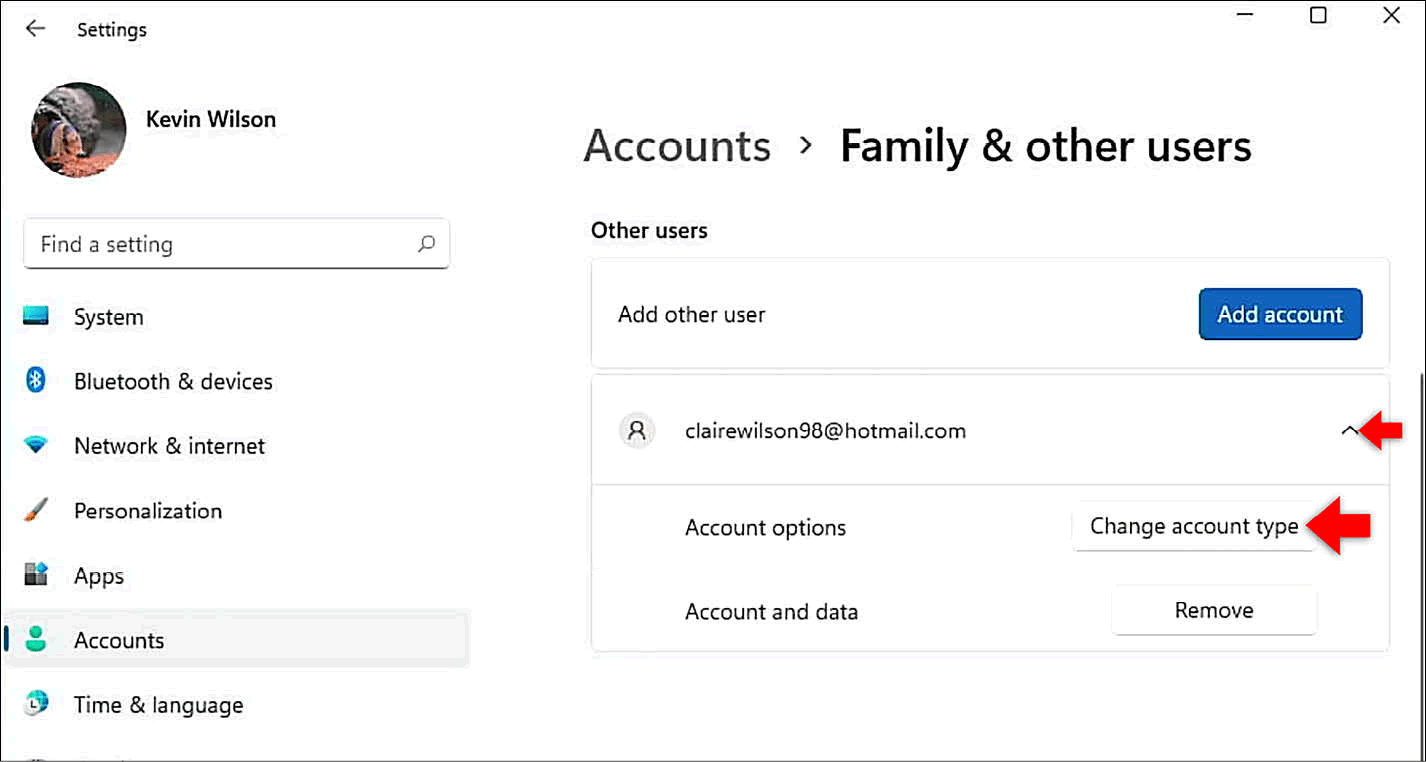 Settings
Kevin Wilson
Find a setting
System
Bluetooth & devices
Network & internet
Personalization
Apps
Accounts
Time & language
Accounts > Family & other users
Other users
Add other user
Add account
clairewilson98@hotmail.com
Account options
Change account type
Account and data
Remove